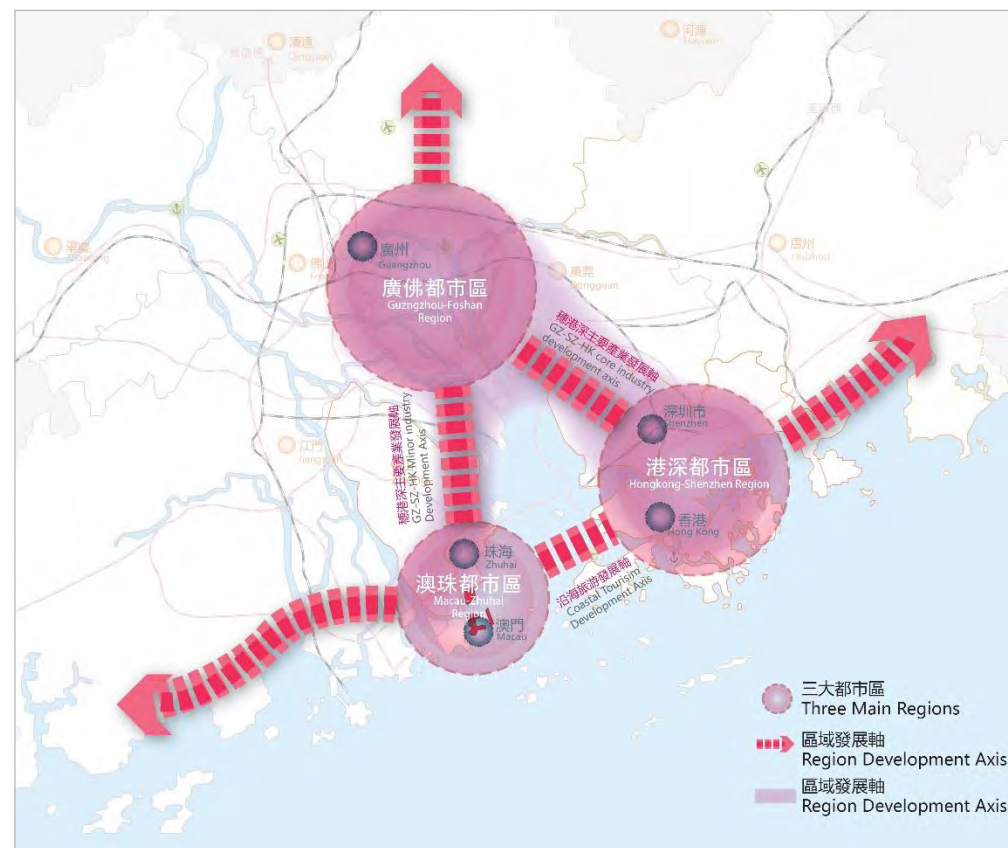 清遠
Qingyuan
河源
Heyuan
廣州
Guangzhou
佛山
惠州
Huizhou
東莞
Dongguan
廣佛都市區
Guzngzhou-Foshan
Region
穗港深主要產業發展軸
GZ-SZ-HK core industry
development axis
深圳市
Shenzhen
江門
Jiangmen
穗港深主要產業發展軸
GZ-SZ-HK Minor industry
Development Axis
港深都市區
Hongkong-Shenzhen Region
香港
Hong Kong
珠海
Zhuhai
澳珠都市區
Macau-Zhuhai
Region
澳門
Macau
沿海旅游發展軸
Coastal Tourisim
Development Axis
三大都市區
Three Main Regions
區域發展軸
Region Development Axis
區域發展軸
Region Development Axis